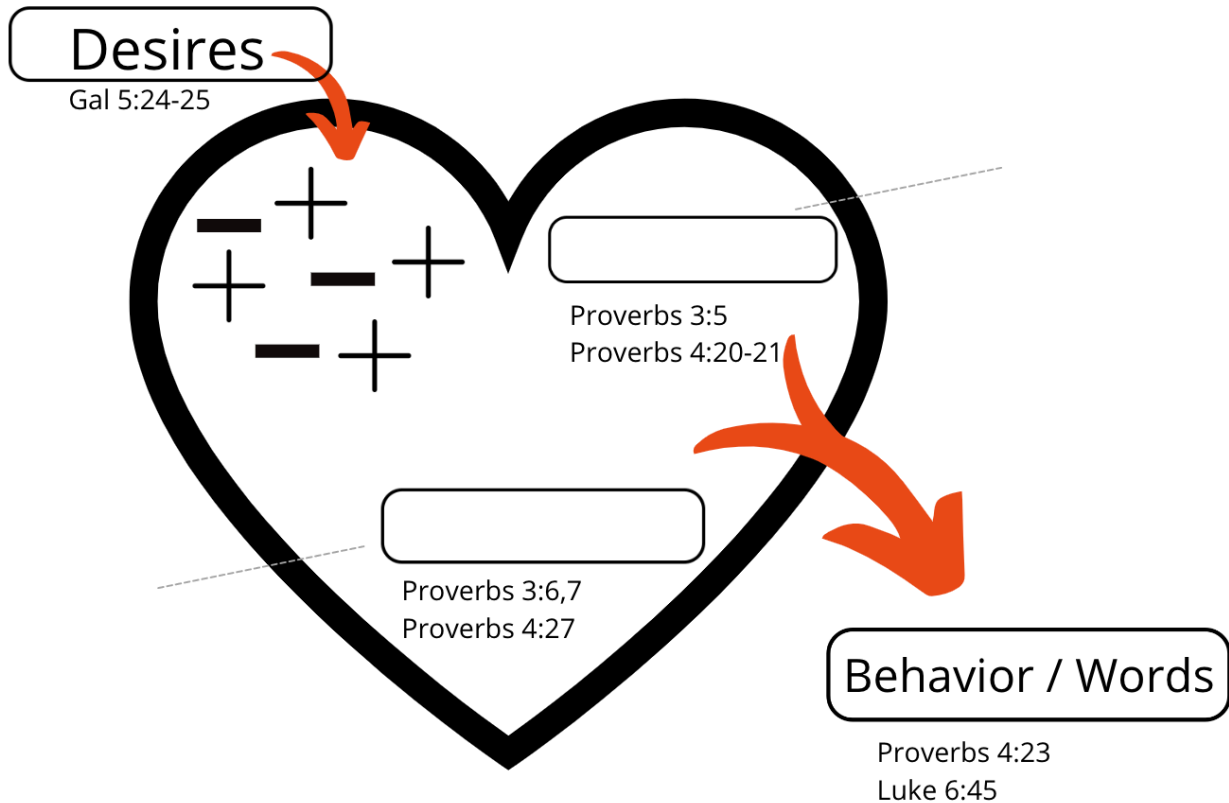 Desires
Gal 5:24-25
Proverbs 3:5
Proverbs 4:20-21
Proverbs 3:6,7
Proverbs 4:27
Behavior / Words
Proverbs 4:23
Luke 6:45